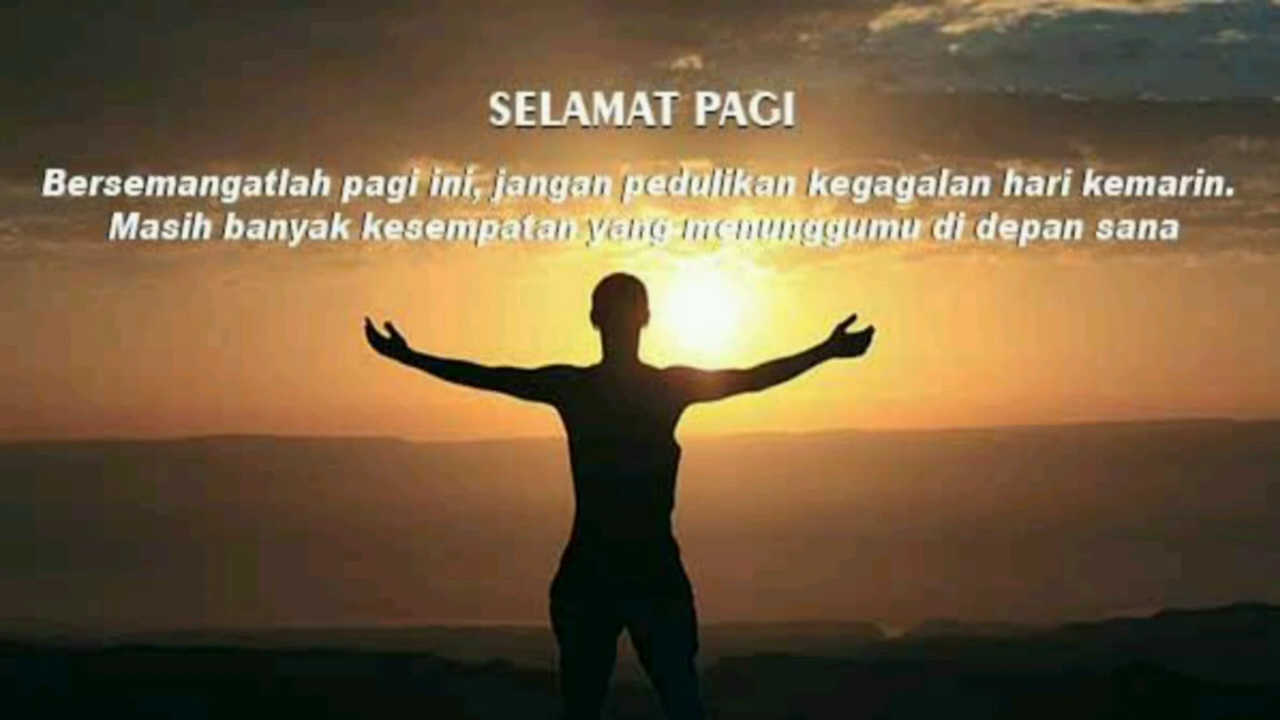 SELAMAT PAGI
Bersemangatlah pagi ini, jangan pedulikan kegagalan hari kemarin.
Masih banyak kesempatan yang menunggumu di depan sana